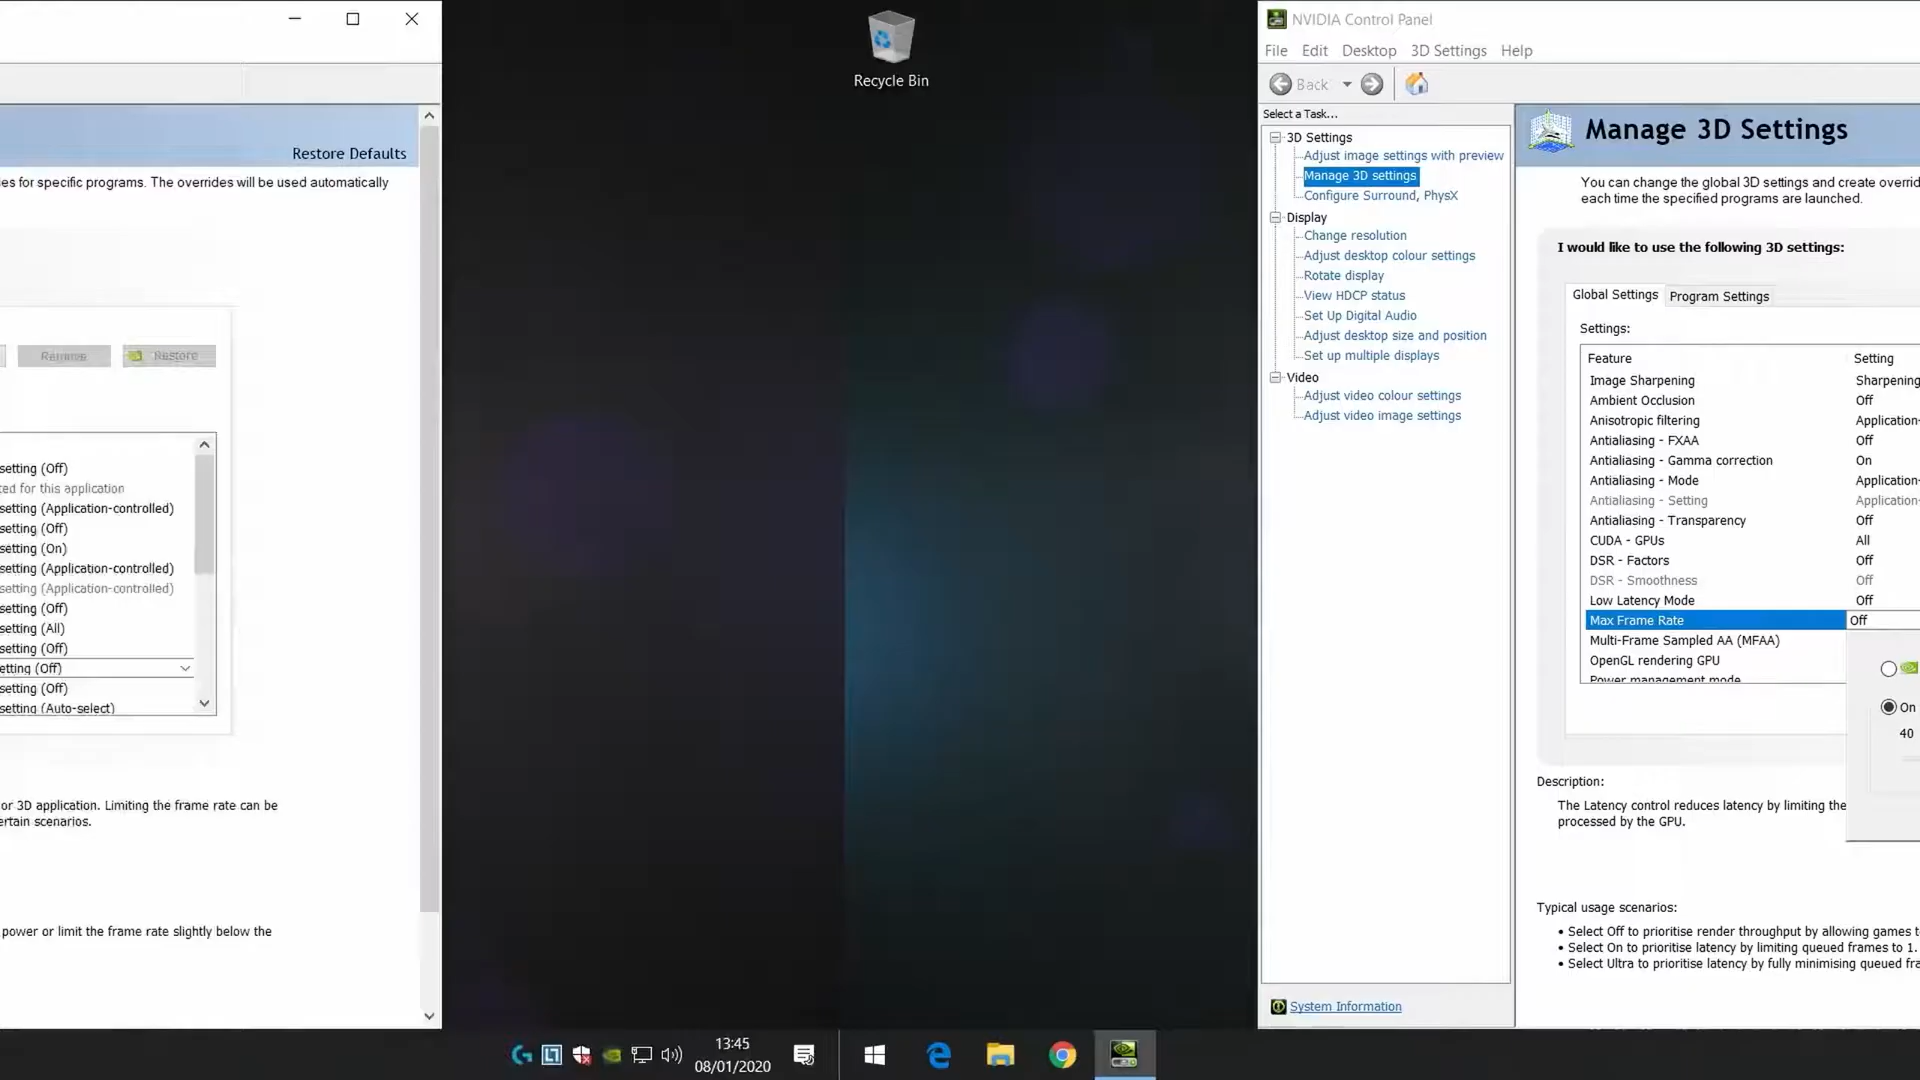 Restore Defaults
es for specific programs. The overrides will be used automatically
Remove
Restore
setting (Off)
ted for this application
setting (Application-controlled)
setting (Off)
setting (On)
setting (Application-controlled)
setting (Application-controlled)
setting (Off)
setting (All)
setting (Off)
etting (Off)
setting (Off)
setting (Auto-select)
or 3D application. Limiting the frame rate can be
ertain scenarios.
power or limit the frame rate slightly below the
Recycle Bin
13:45
08/01/2020
NVIDIA Control Panel
File Edit Desktop 3D Settings Help
Back
Select a Task...
3D Settings
Adjust image settings with preview
Manage 3D settings
Configure Surround, PhysX
Display
Change resolution
Adjust desktop colour settings
Rotate display
View HDCP status
Set Up Digital Audio
Adjust desktop size and position
Set up multiple displays
Video
Adjust video colour settings
Adjust video image settings
System Information
Manage 3D Settings
You can change the global 3D settings and create overrid
each time the specified programs are launched.
I would like to use the following 3D settings:
Global Settings Program Settings
Settings:
Feature Setting
Image Sharpening Sharpening
Ambient Occlusion Off
Anisotropic filtering Application-
Antialiasing - FXAA Off
Antialiasing - Gamma correction On
Antialiasing - Mode Application-
Antialiasing - Setting Application-
Antialiasing - Transparency Off
CUDA - GPUs All
DSR - Factors Off
DSR - Smoothness Off
Low Latency Mode Off
Max Frame Rate Off
Multi-Frame Sampled AA (MFAA)
OpenGL rendering GPU
Power management mode
On
40
Description:
The Latency control reduces latency by limiting the
processed by the GPU.
Typical usage scenarios:
• Select Off to prioritise render throughput by allowing games t
• Select On to prioritise latency by limiting queued frames to 1.
• Select Ultra to prioritise latency by fully minimising queued fra